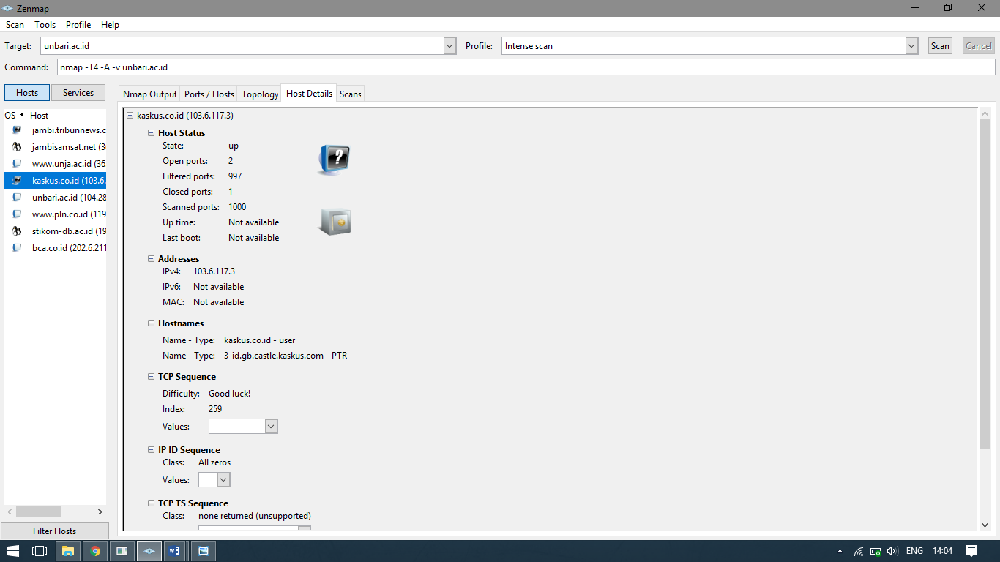 Zenmap
Scan Tools Profile Help
Target: unbari.ac.id Profile: Intense scan Scan Cancel
Command: nmap -T4 -A -v unbari.ac.id
Hosts Services
Nmap Output Ports / Hosts Topology Host Details Scans
OS Host
jambi.tribunnews.c
jambisamsat.net (3
www.unja.ac.id (36
kaskus.co.id (103.6.
unbari.ac.id (104.28
www.pln.co.id (119
stikom-db.ac.id (19
bca.co.id (202.6.211
Filter Hosts
kaskus.co.id (103.6.117.3)
Host Status
State: up
Open ports: 2
Filtered ports: 997
Closed ports: 1
Scanned ports: 1000
Up time: Not available
Last boot: Not available
Addresses
IPv4: 103.6.117.3
IPv6: Not available
MAC: Not available
Hostnames
Name - Type: kaskus.co.id - user
Name - Type: 3-id.gb.castle.kaskus.com - PTR
TCP Sequence
Difficulty: Good luck!
Index: 259
Values:
IP ID Sequence
Class: All zeros
Values:
TCP TS Sequence
Class: none returned (unsupported)
ENG 14:04